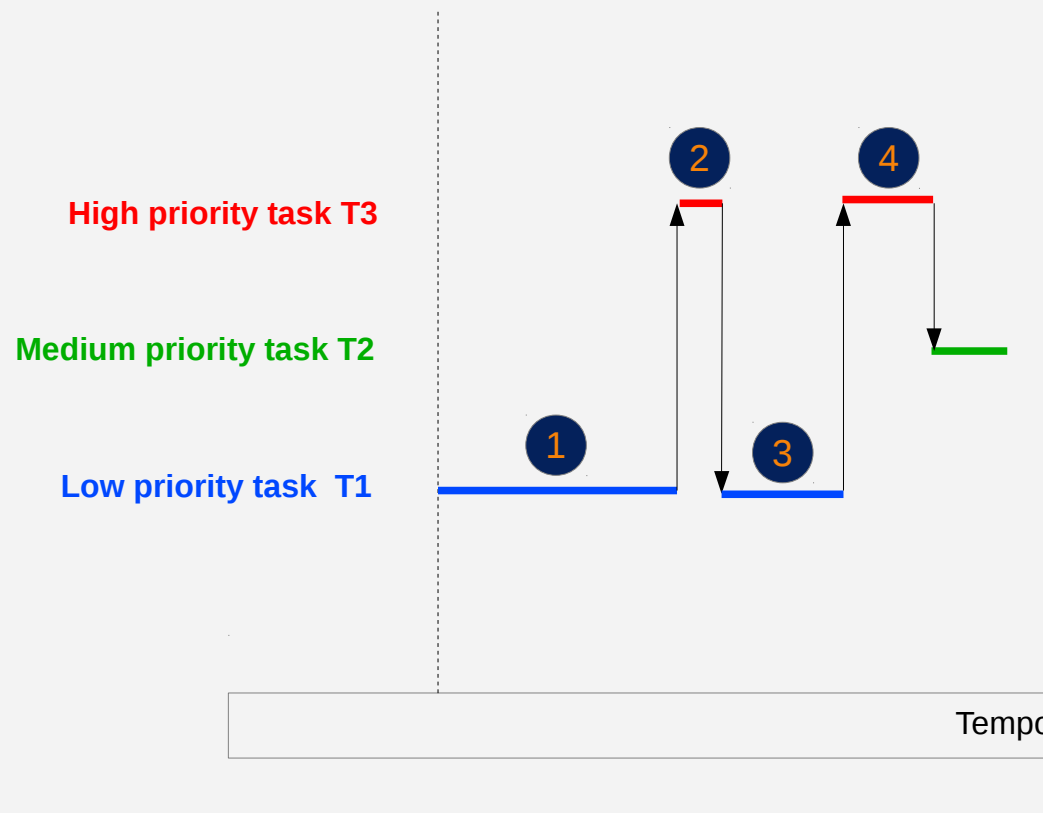 2
4
High priority task T3
Medium priority task T2
1
3
Low priority task  T1
Tempo